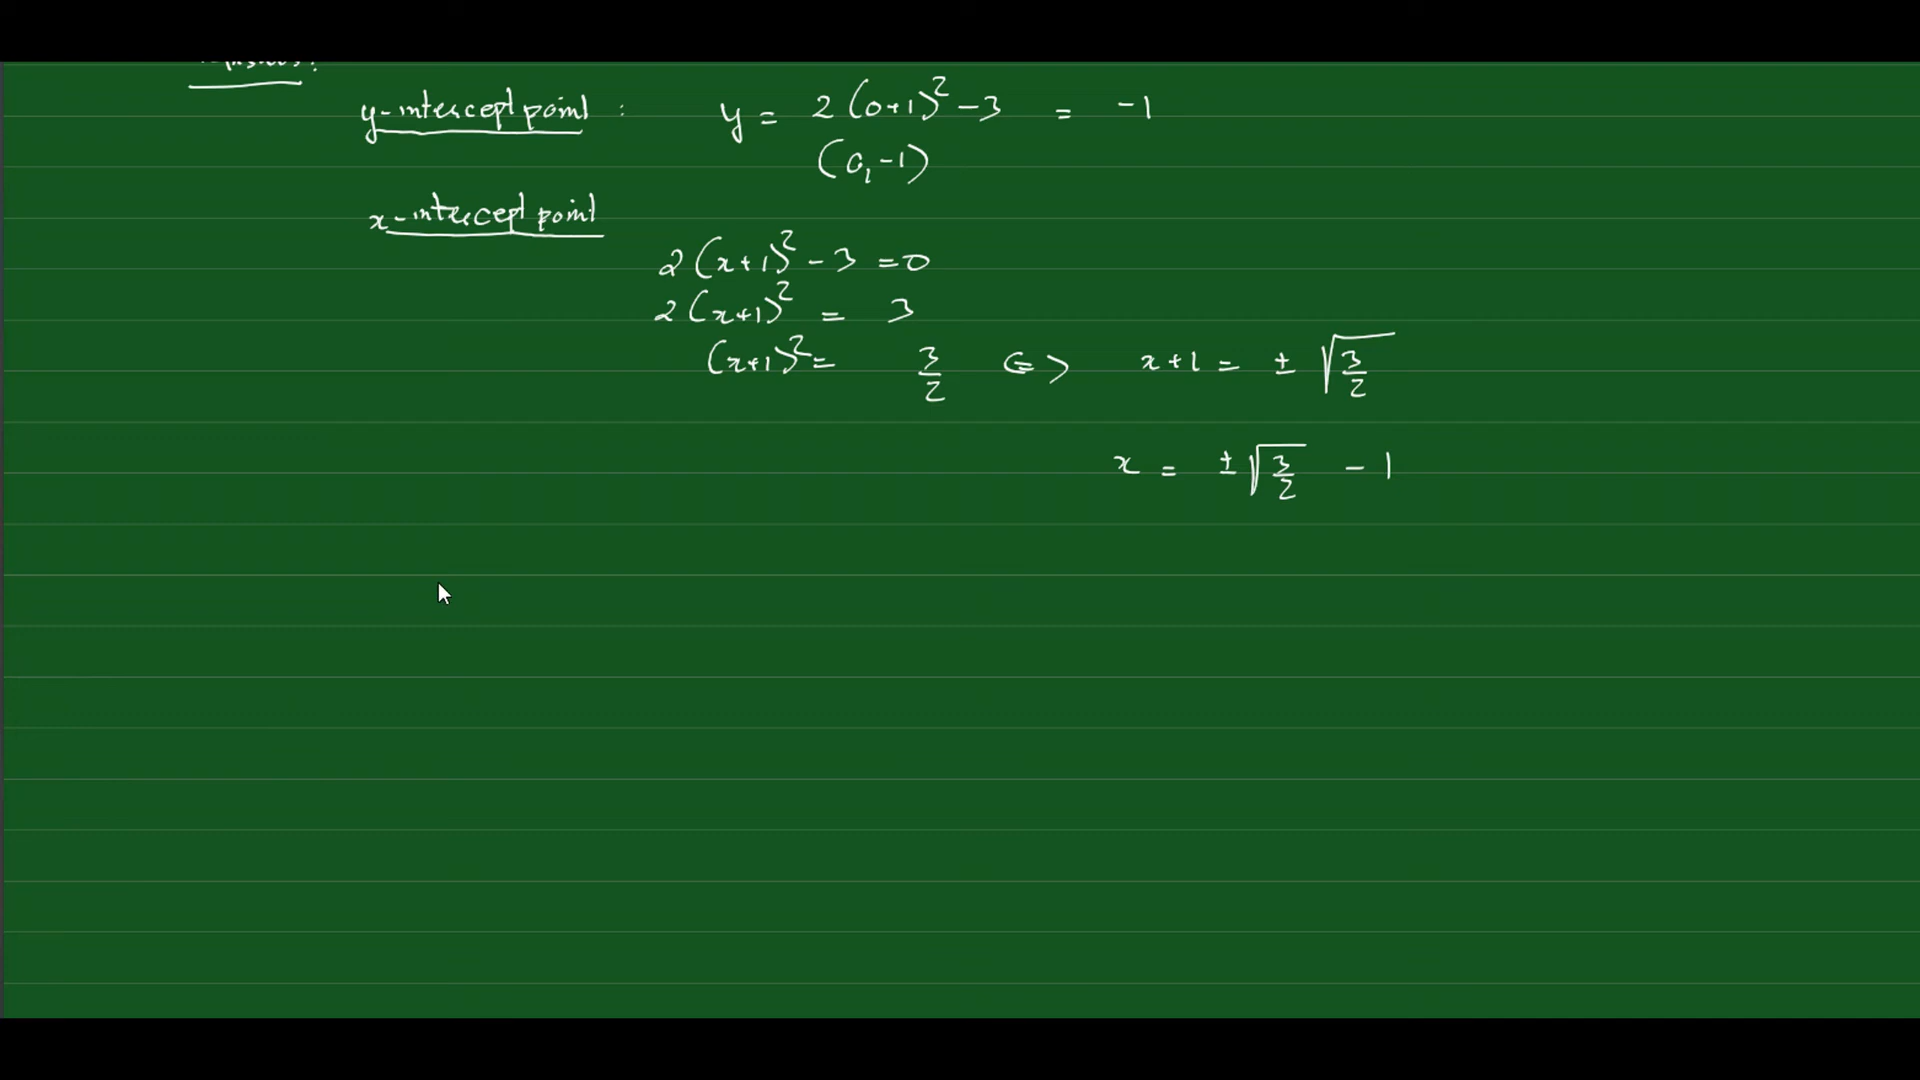 y-intercept point : y = 2(0+1)² -3 = -1
(0, -1)
x-intercept point
2(x+1)² - 3 = 0
2(x+1)² = 3
(x+1)² = 3/2 <=> x+1 = ± √(3/2)
x = ± √(3/2) - 1